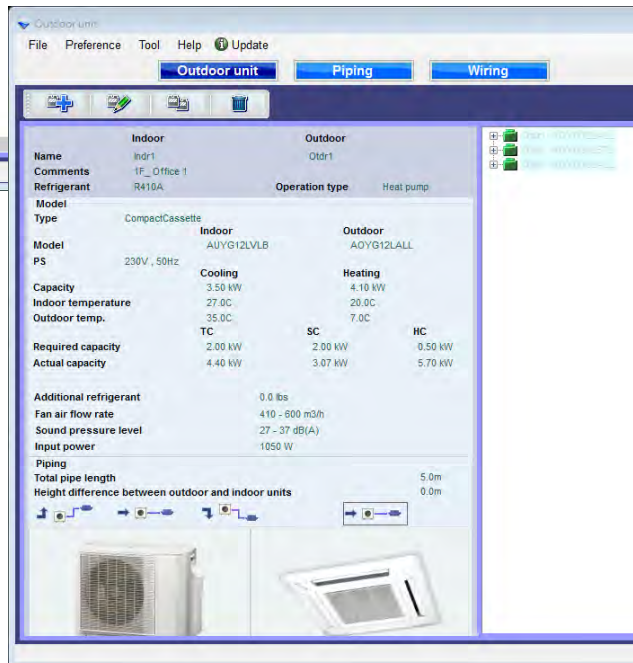 Outdoor unit
File Preference Tool Help Update
Outdoor unit Piping Wiring
Indoor Outdoor
Name Indr1 Otdr1
Comments 1F_ Office 1
Refrigerant R410A Operation type Heat pump
Model
Type CompactCassette
Indoor Outdoor
Model AUYG12LVLB AOYG12LALL
PS 230V , 50Hz
Cooling Heating
Capacity 3.50 kW 4.10 kW
Indoor temperature 27.0C 20.0C
Outdoor temp. 35.0C 7.0C
TC SC HC
Required capacity 2.00 kW 2.00 kW 0.50 kW
Actual capacity 4.40 kW 3.07 kW 5.70 kW
Additional refrigerant 0.0 lbs
Fan air flow rate 410 - 600 m3/h
Sound pressure level 27 - 37 dB(A)
Input power 1050 W
Piping
Total pipe length 5.0m
Height difference between outdoor and indoor units 0.0m